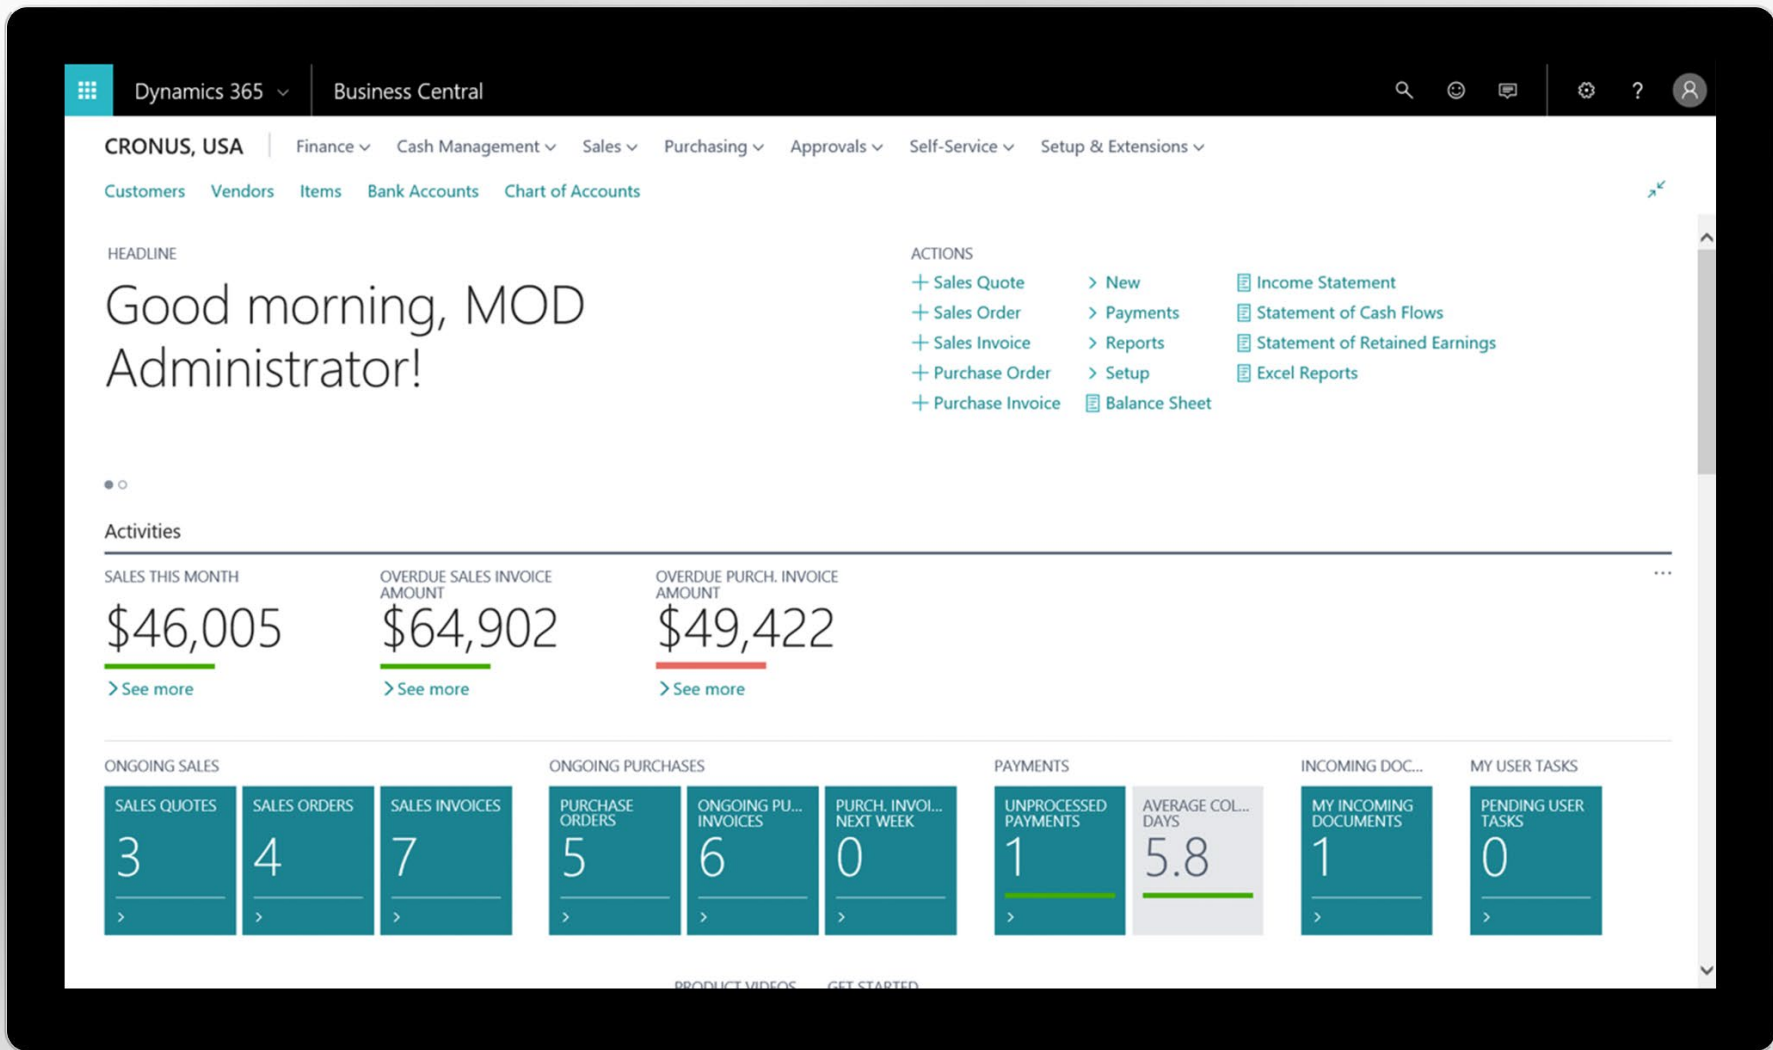 Dynamics 365
Business Central
?
CRONUS, USA
Finance
Cash Management
Sales
Purchasing
Approvals
Self-Service
Setup & Extensions
Customers
Vendors
Items
Bank Accounts
Chart of Accounts
HEADLINE
Good morning, MOD
Administrator!
ACTIONS
+ Sales Quote
+ Sales Order
+ Sales Invoice
+ Purchase Order
+ Purchase Invoice
> New
> Payments
> Reports
> Setup
Balance Sheet
Income Statement
Statement of Cash Flows
Statement of Retained Earnings
Excel Reports
Activities
SALES THIS MONTH
$46,005
> See more
OVERDUE SALES INVOICE
AMOUNT
$64,902
> See more
OVERDUE PURCH. INVOICE
AMOUNT
$49,422
> See more
...
ONGOING SALES
SALES QUOTES
3
>
SALES ORDERS
4
>
SALES INVOICES
7
>
ONGOING PURCHASES
PURCHASE
ORDERS
5
>
ONGOING PU...
INVOICES
6
>
PURCH. INVOI...
NEXT WEEK
0
>
PAYMENTS
UNPROCESSED
PAYMENTS
1
>
AVERAGE COL...
DAYS
5.8
INCOMING DOC...
MY INCOMING
DOCUMENTS
1
>
MY USER TASKS
PENDING USER
TASKS
0
>
PRODUCT VIDEOS
GET STARTED